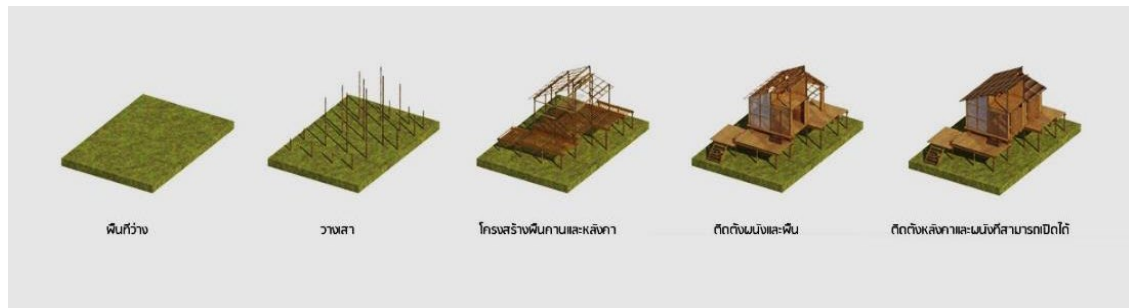 พื้นที่ว่าง
วางเสา
โครงสร้างพื้นคานและหลังคา
ติดตั้งผนังและพื้น
ติดตั้งหลังคาและผนังที่สามารถเปิดได้